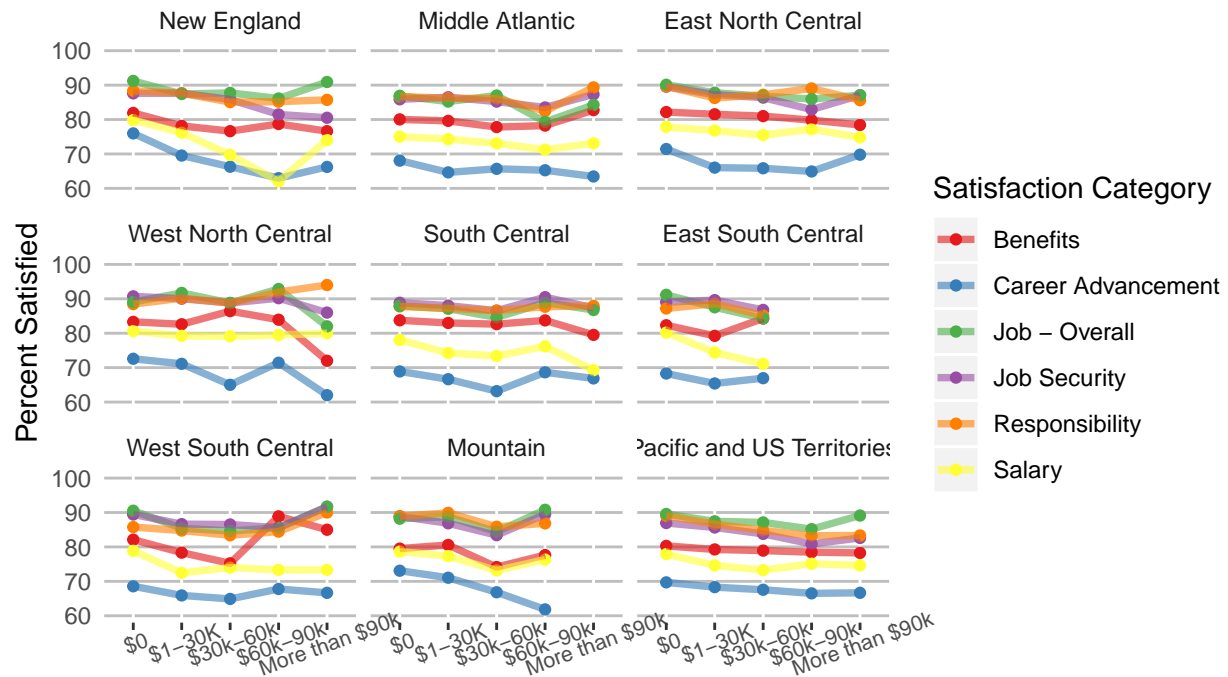 New England
Middle Atlantic
East North Central
100
90
80
70
60
West North Central
South Central
East South Central
100
90
80
70
60
West South Central
Mountain
Pacific and US Territories
100
90
80
70
60
$0
$1–30K
$30k–60k
$60k–90k
More than $90k
$0
$1–30K
$30k–60k
$60k–90k
More than $90k
$0
$1–30K
$30k–60k
$60k–90k
More than $90k
Percent Satisfied
Satisfaction Category
Benefits
Career Advancement
Job – Overall
Job Security
Responsibility
Salary